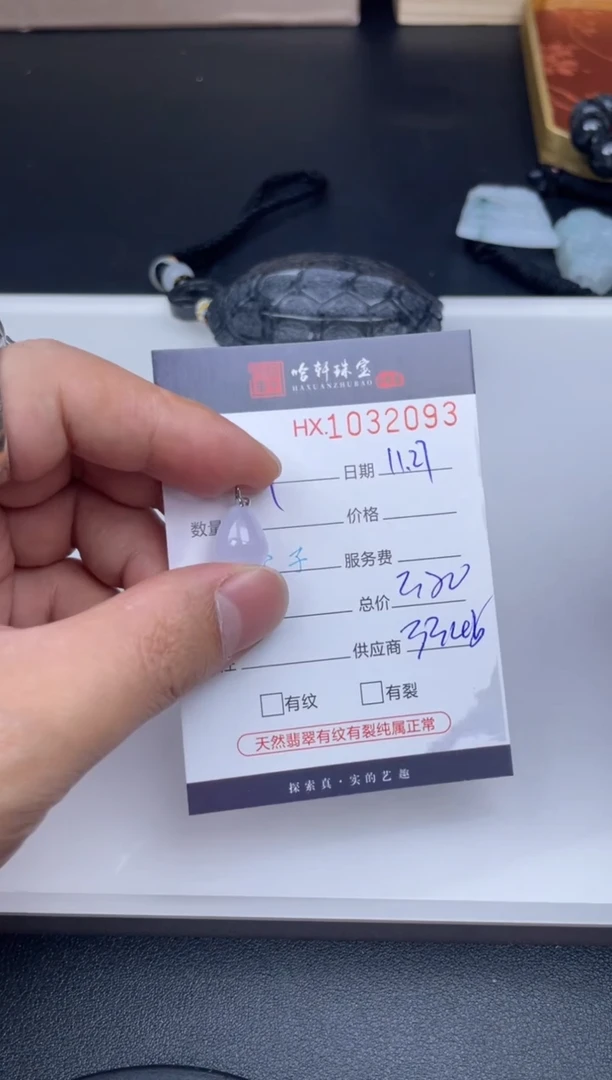 哈轩珠宝
HAXUANZHUBAO
HX.1032093
日期 11.27
数量 价格
子 服务费
总价
供应商
有纹 有裂
天然翡翠有纹有裂纯属正常
探索真·实的艺趣